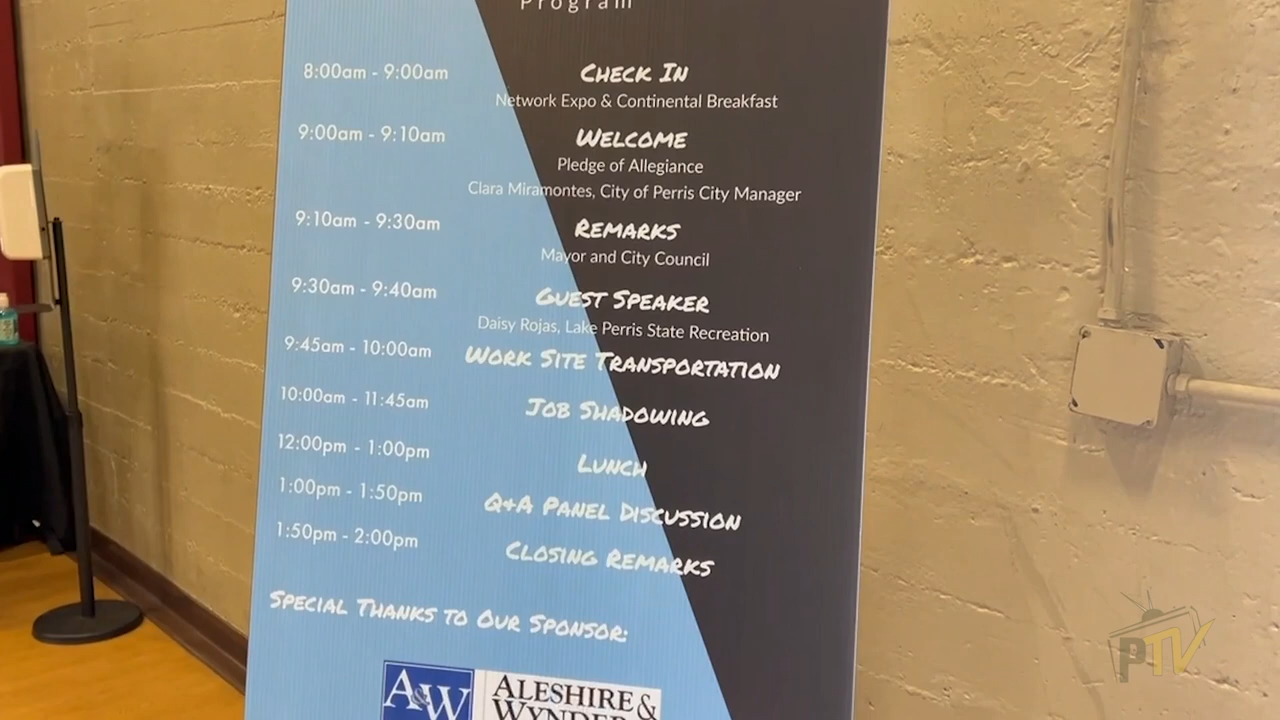 Program
8:00am - 9:00am
Check In
Network Expo & Continental Breakfast
9:00am - 9:10am
Welcome
Pledge of Allegiance
Clara Miramontes, City of Perris City Manager
9:10am - 9:30am
Remarks
Mayor and City Council
9:30am - 9:40am
Guest Speaker
Daisy Rojas, Lake Perris State Recreation
9:45am - 10:00am
Work Site Transportation
10:00am - 11:45am
Job Shadowing
12:00pm - 1:00pm
Lunch
1:00pm - 1:50pm
Q&A Panel Discussion
1:50pm - 2:00pm
Closing Remarks
Special Thanks to Our Sponsor:
A&W
ALESHIRE &
PTV